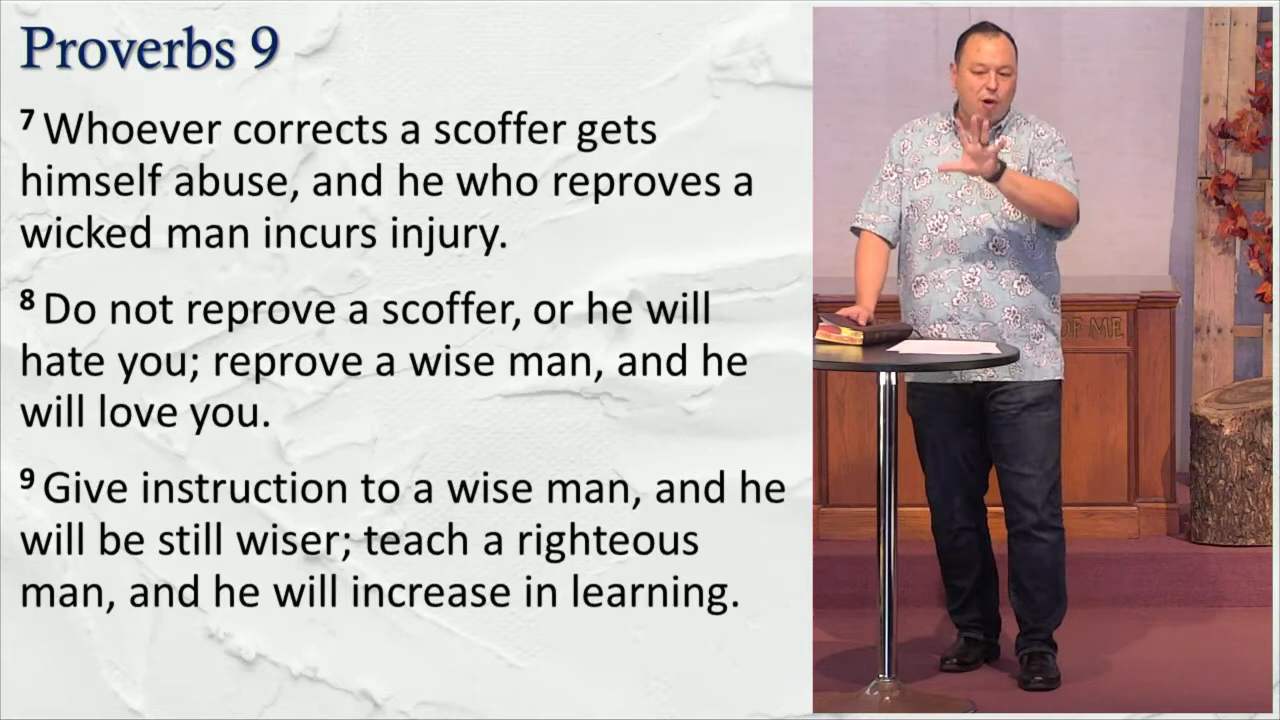 Proverbs 9
7 Whoever corrects a scoffer gets
himself abuse, and he who reproves a
wicked man incurs injury.
8 Do not reprove a scoffer, or he will
hate you; reprove a wise man, and he
will love you.
9 Give instruction to a wise man, and he
will be still wiser; teach a righteous
man, and he will increase in learning.
OF ME